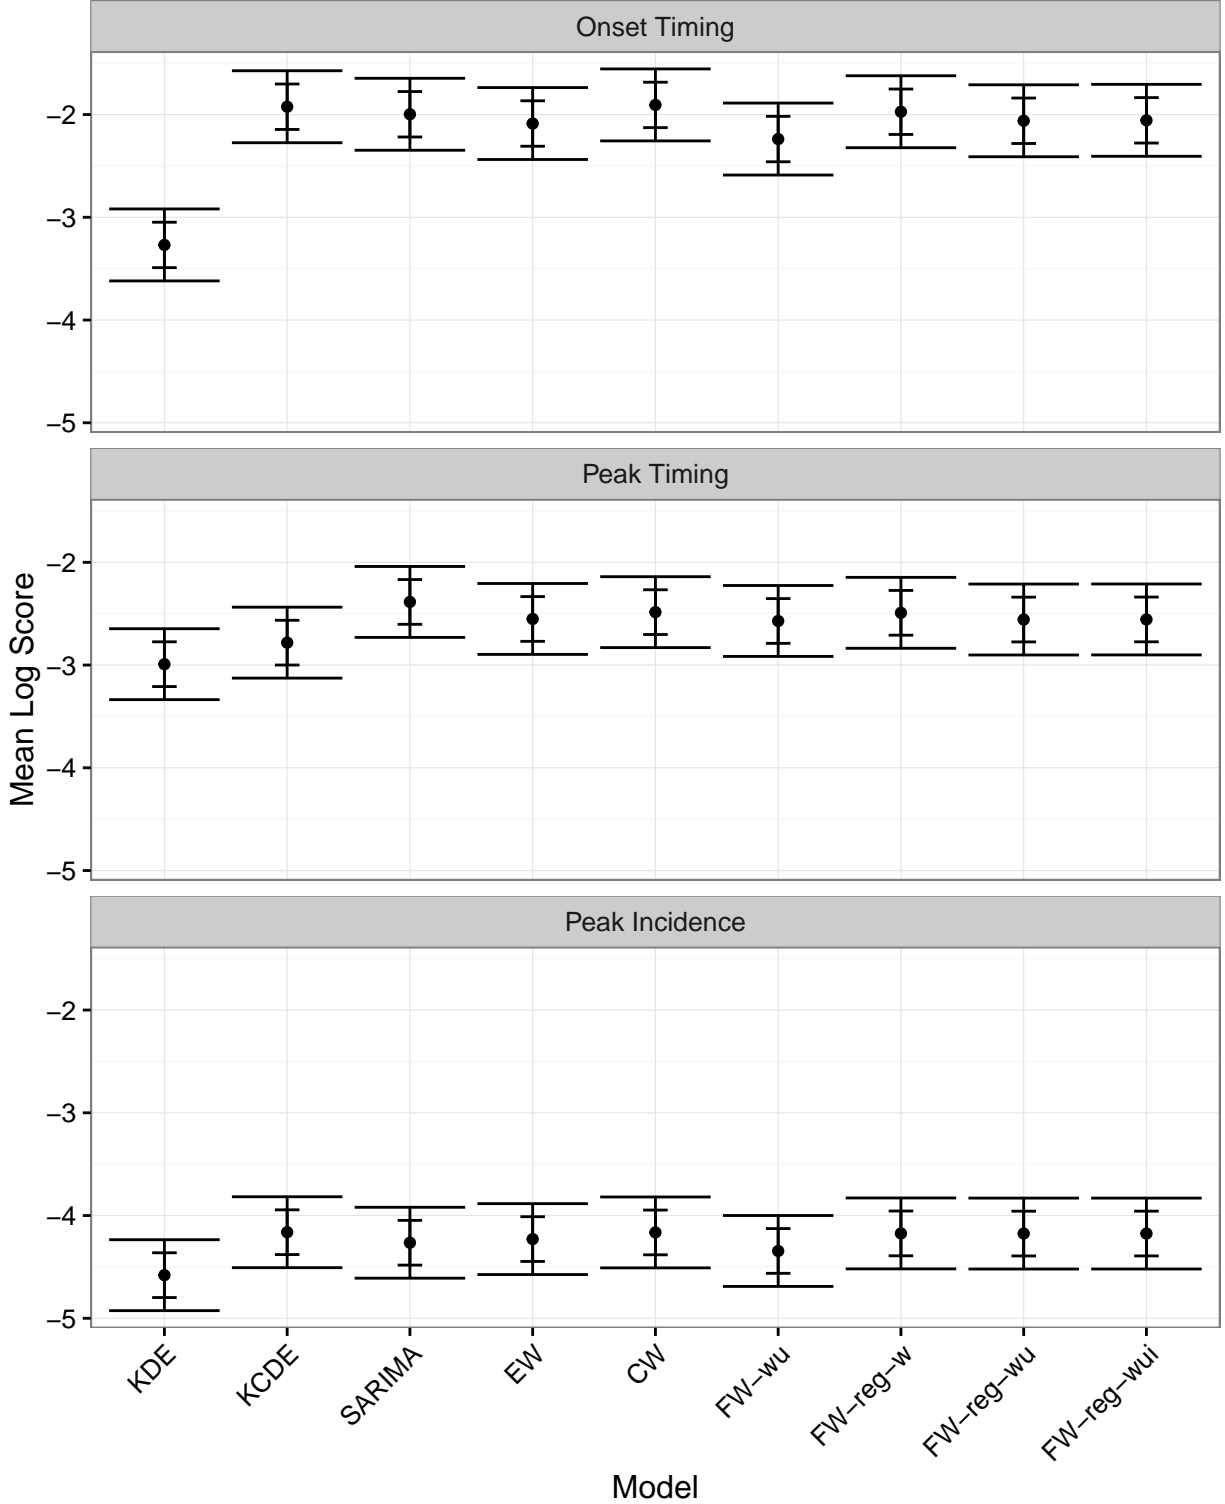 Onset Timing
−2
−3
−4
−5
Peak Timing
−2
−3
−4
−5
Mean Log Score
Peak Incidence
−2
−3
−4
−5
KDE
KCDE
SARIMA
EW
CW
FW−wu
FW−reg−w
FW−reg−wu
FW−reg−wui
Model